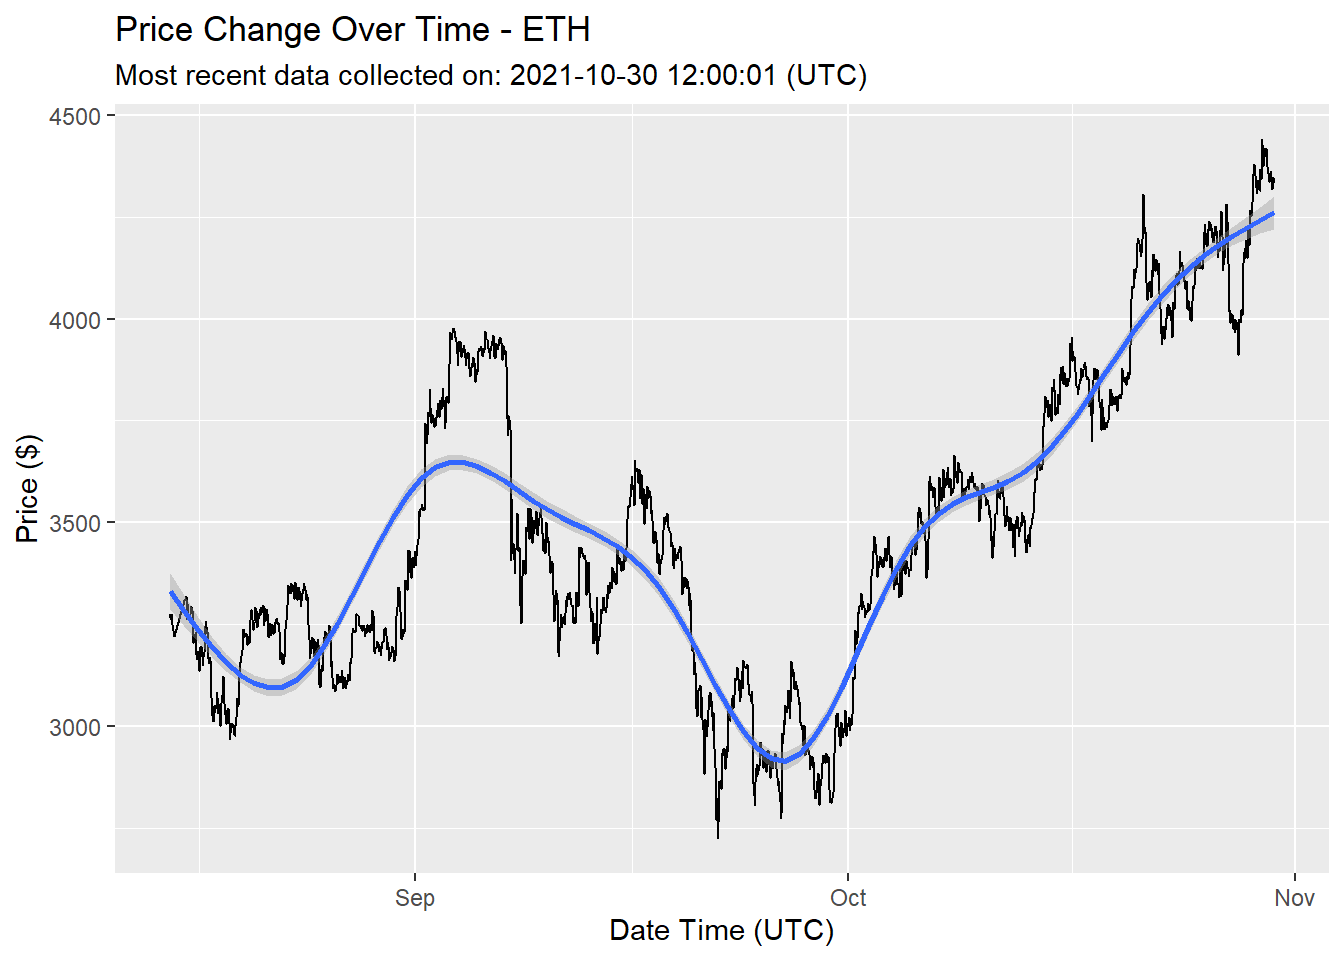 Price Change Over Time - ETH
Most recent data collected on: 2021-10-30 12:00:01 (UTC)
4500
4000
3500
3000
Price ($)
Sep
Oct
Nov
Date Time (UTC)